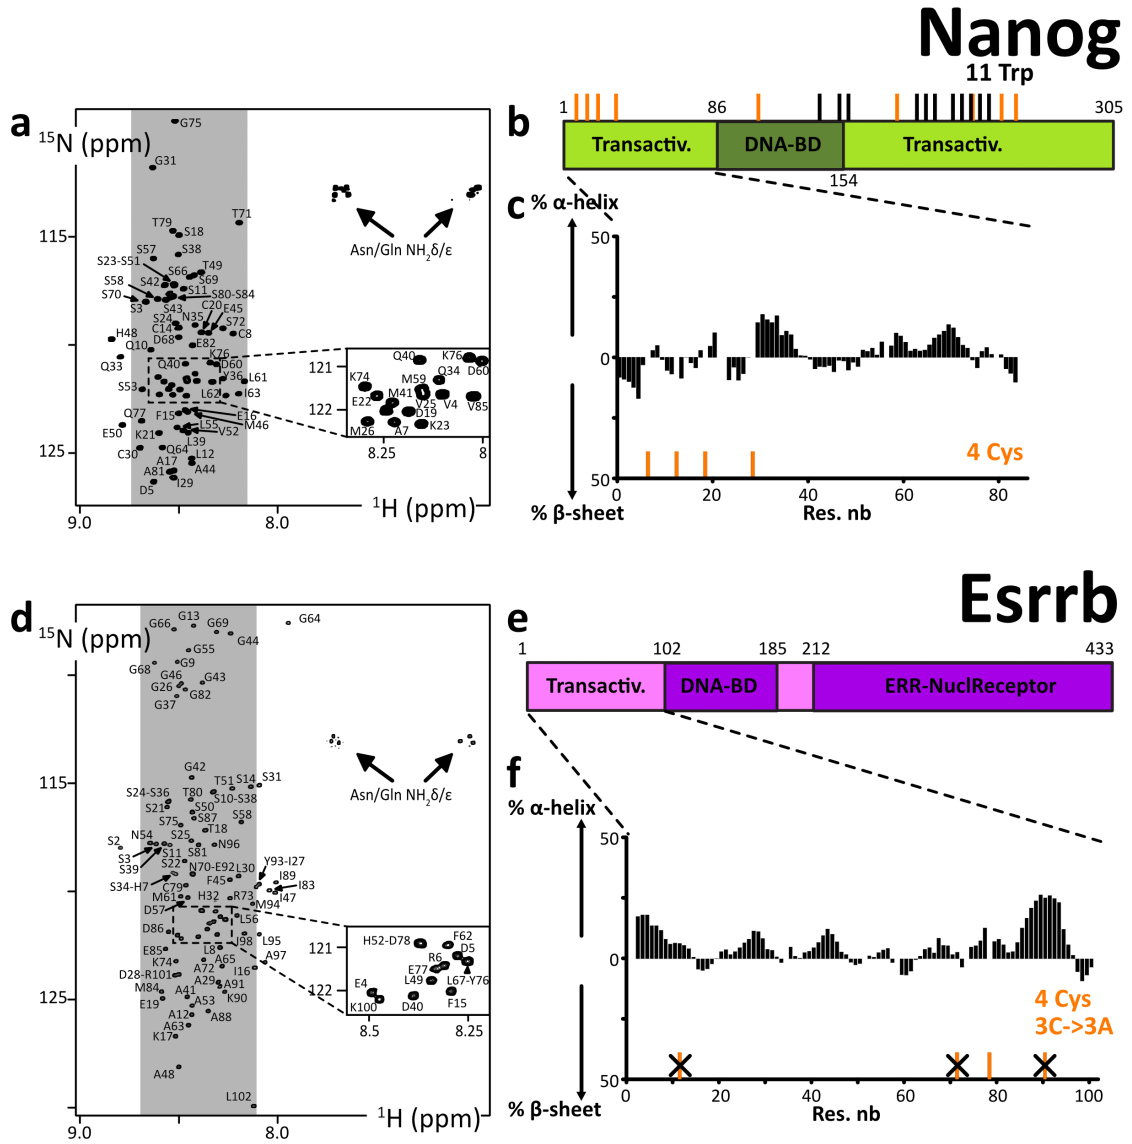 Nanog
11 Trp
a
15N (ppm)
G75
G31
T71
T79
S18
Asn/Gln NH2δ/ε
115
S57
S38
S23-S51
T49
S66
S69
S58
S42
S11
S70
S80-S84
S3
S43
C20
E45
S24
N35
S72
C14
C8
H48
D68
E82
Q10
K76
Q33
Q40
D60
Y36
L61
S53
L62
I63
Q77
F15
E16
E50
L55
M46
K21
V52
L39
C30
Q64
L12
125
A17
A44
A81
I29
D5
1H (ppm)
9.0
8.0
Q40
K76
121
Q34
D60
K74
M59
M41
E22
V25
V4
V85
122
D19
M26
A7
K23
8.25
8
b
1
86
305
Transactiv.
DNA-BD
Transactiv.
154
c
% α-helix
50
0
50
4 Cys
% β-sheet
0
20
40
60
80
Res. nb
Esrrb
d
15N (ppm)
G13
G66
G69
G64
G44
G55
G68
G9
G46
G43
G26
G82
G37
Asn/Gln NH2δ/ε
G42
115
T51
S14
S31
S24-S36
T80
S10-S38
S21
S50
S87
S58
S75
T18
N54
S25
S2
N96
S3
S11
S81
S39
S22
N70-E92
L30
Y93-I27
S34-H7
F45
I89
C79
I83
M61
H32
R73
I47
D57
M94
L56
D86
I98
L95
E85
L8
A97
K74
A65
A72
I16
D28-R101
A29
A91
M84
A41
K90
125
E19
A53
A12
A88
A63
K17
A48
L102
1H (ppm)
9.0
8.0
H52-D78
F62
121
D5
R6
E77
L49
L67-Y76
E4
122
K100
D40
F15
8.5
8.25
e
1
102
185
212
433
Transactiv.
DNA-BD
ERR-NuclReceptor
f
% α-helix
50
0
4 Cys
3C->3A
50
% β-sheet
0
20
40
60
80
100
Res. nb